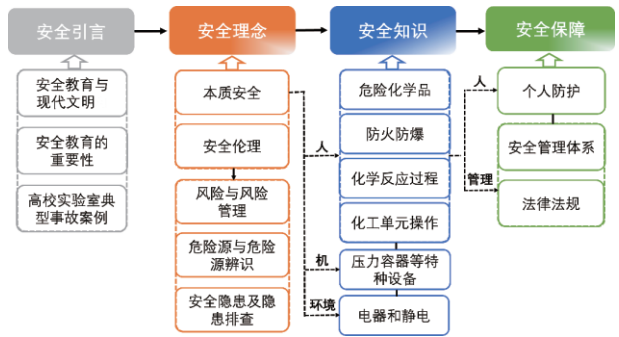 安全引言
安全理念
安全知识
安全保障
安全教育与
现代文明
安全教育的
重要性
高校实验室典
型事故案例
本质安全
安全伦理
风险与风险
管理
危险源与危险
源辨识
安全隐患及隐
患排查
人
机
环境
危险化学品
防火防爆
化学反应过程
化工单元操作
压力容器等特
种设备
电器和静电
人
管理
个人防护
安全管理体系
法律法规